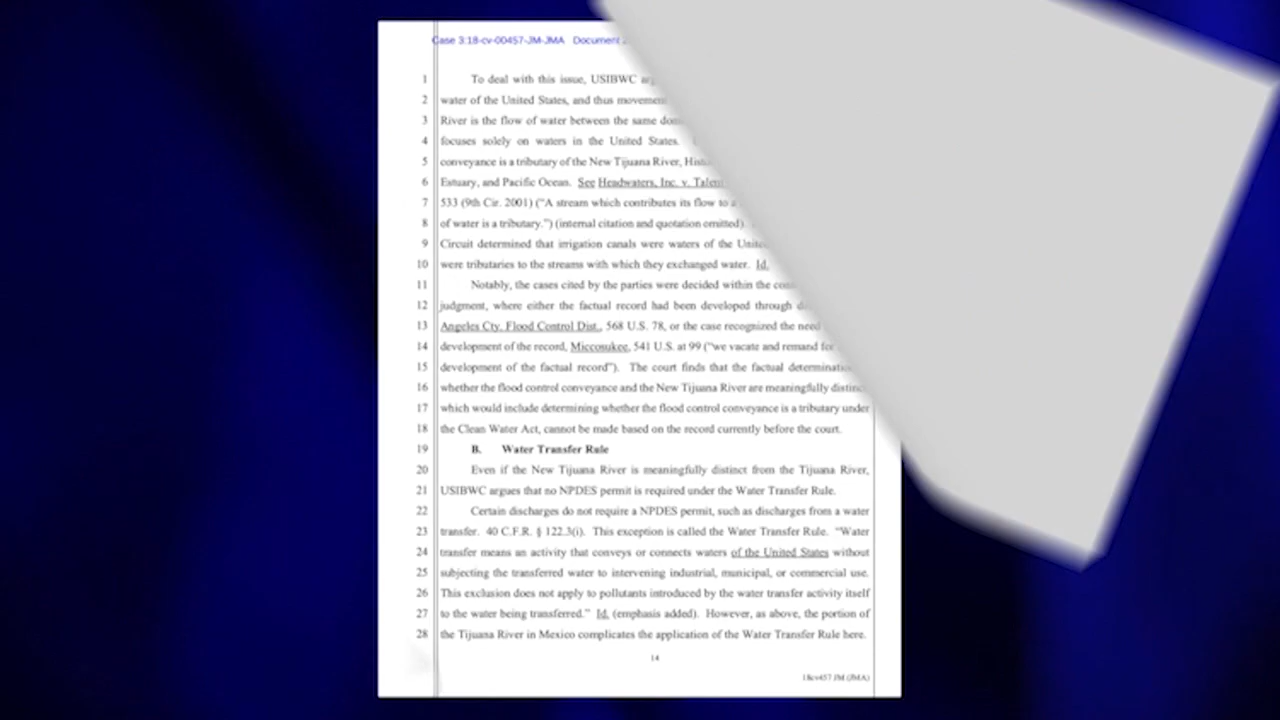 Case 3:18-cv-00457-JM-JMA Document
1 To deal with this issue, USIBWC
2 water of the United States, and thus movement
3 River is the flow of water between the same
4 focuses solely on waters in the United States.
5 conveyance is a tributary of the New Tijuana River,
6 Estuary, and Pacific Ocean. See Headwaters, Inc. v. Talent
7 533 (9th Cir. 2001) (“A stream which contributes its flow to a
8 of water is a tributary.”) (internal citation and quotation omitted).
9 Circuit determined that irrigation canals were waters of the
10 were tributaries to the streams with which they exchanged water. Id.
11 Notably, the cases cited by the parties were decided within the
12 judgment, where either the factual record had been developed through
13 Angeles Cty. Flood Control Dist., 568 U.S. 78, or the case recognized the need
14 development of the record, Miccosukee, 541 U.S. at 99 (“we vacate and remand for
15 development of the factual record”). The court finds that the factual
16 whether the flood control conveyance and the New Tijuana River are meaningfully
17 which would include determining whether the flood control conveyance is a tributary under
18 the Clean Water Act, cannot be made based on the record currently before the court.
19 B. Water Transfer Rule
20 Even if the New Tijuana River is meaningfully distinct from the Tijuana River,
21 USIBWC argues that no NPDES permit is required under the Water Transfer Rule.
22 Certain discharges do not require a NPDES permit, such as discharges from a water
23 transfer. 40 C.F.R. § 122.3(i). This exception is called the Water Transfer Rule. “Water
24 transfer means an activity that conveys or connects waters of the United States without
25 subjecting the transferred water to intervening industrial, municipal, or commercial use.
26 This exclusion does not apply to pollutants introduced by the water transfer activity itself
27 to the water being transferred.” Id. (emphasis added). However, as above, the portion of
28 the Tijuana River in Mexico complicates the application of the Water Transfer Rule here.
14
18cv457 JM (JMA)